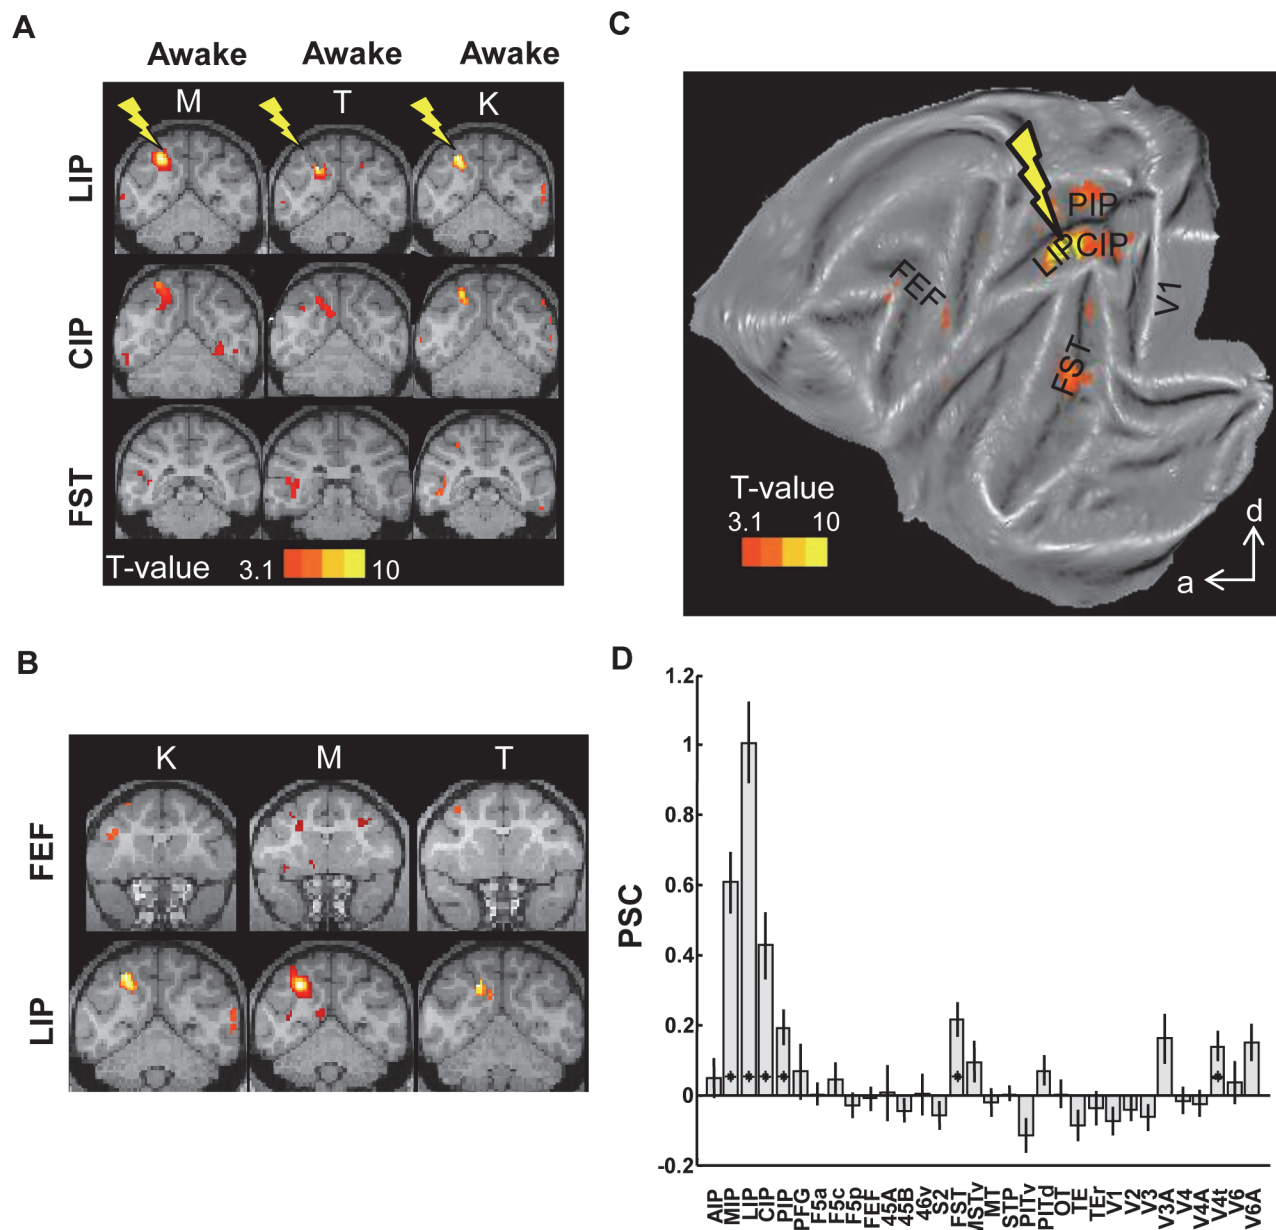 A
Awake Awake Awake
M T K
LIP
CIP
FST
T-value 3.1 10
B
K M T
FEF
LIP
C
PIP
LIP CIP
FEF
V1
FST
T-value
3.1 10
d
a
D
PSC
1.2
1
0.8
0.6
0.4
0.2
0
-0.2
AIP MIP LIP CIP PIP PFG F5a F5c F5p FEF 45A 45B 46v S2 FST MSTv MT STP PITv PITd OT TE TEr V1 V2 V3 V3A V4 V4A V4t V6 V6A